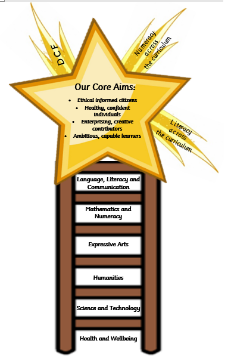 DCF
Numeracy
across
the curriculum
Our Core Aims:
• Ethical informed citizens
• Healthy, confident
individuals
• Enterprising, creative
contributors
• Ambitious, capable learners
Literacy
across
the curriculum
Language, Literacy and
Communication
Mathematics and
Numeracy
Expressive Arts
Humanities
Science and Technology
Health and Wellbeing